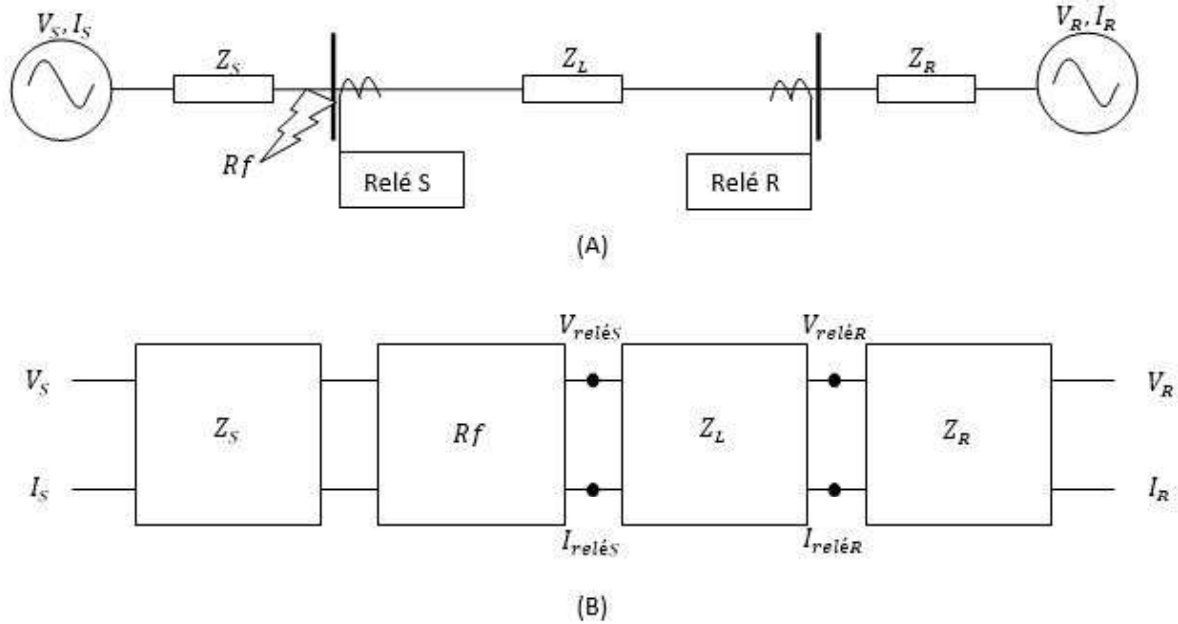 V_S, I_S
V_R, I_R
Z_S
Z_L
Z_R
Rf
Relé S
Relé R
(A)
V_reléS
V_reléR
V_S
V_R
Z_S
Rf
Z_L
Z_R
I_S
I_R
I_reléS
I_reléR
(B)